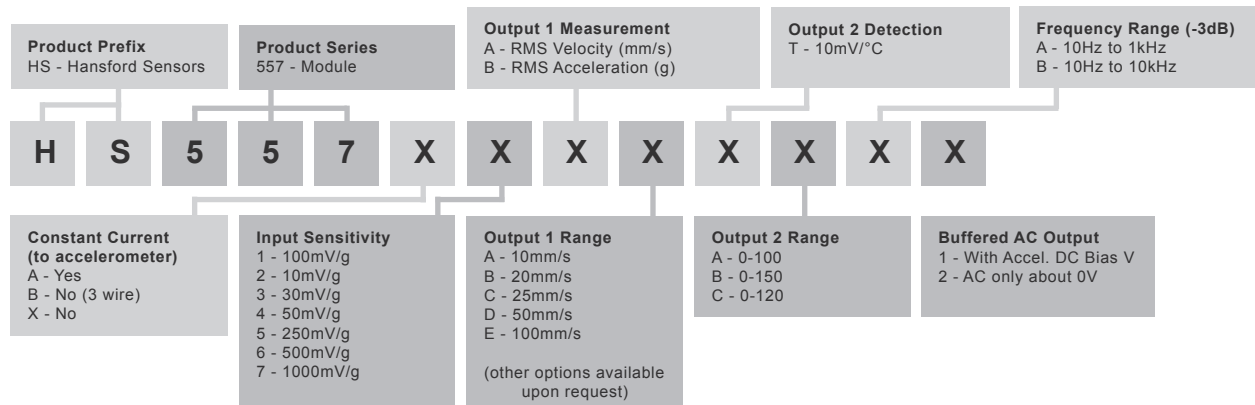 Product Prefix
HS - Hansford Sensors
Product Series
557 - Module
Output 1 Measurement
A - RMS Velocity (mm/s)
B - RMS Acceleration (g)
Output 2 Detection
T - 10mV/°C
Frequency Range (-3dB)
A - 10Hz to 1kHz
B - 10Hz to 10kHz
H S 5 5 7 X X X X X X X X
Constant Current
(to accelerometer)
A - Yes
B - No (3 wire)
X - No
Input Sensitivity
1 - 100mV/g
2 - 10mV/g
3 - 30mV/g
4 - 50mV/g
5 - 250mV/g
6 - 500mV/g
7 - 1000mV/g
Output 1 Range
A - 10mm/s
B - 20mm/s
C - 25mm/s
D - 50mm/s
E - 100mm/s
(other options available
upon request)
Output 2 Range
A - 0-100
B - 0-150
C - 0-120
Buffered AC Output
1 - With Accel. DC Bias V
2 - AC only about 0V